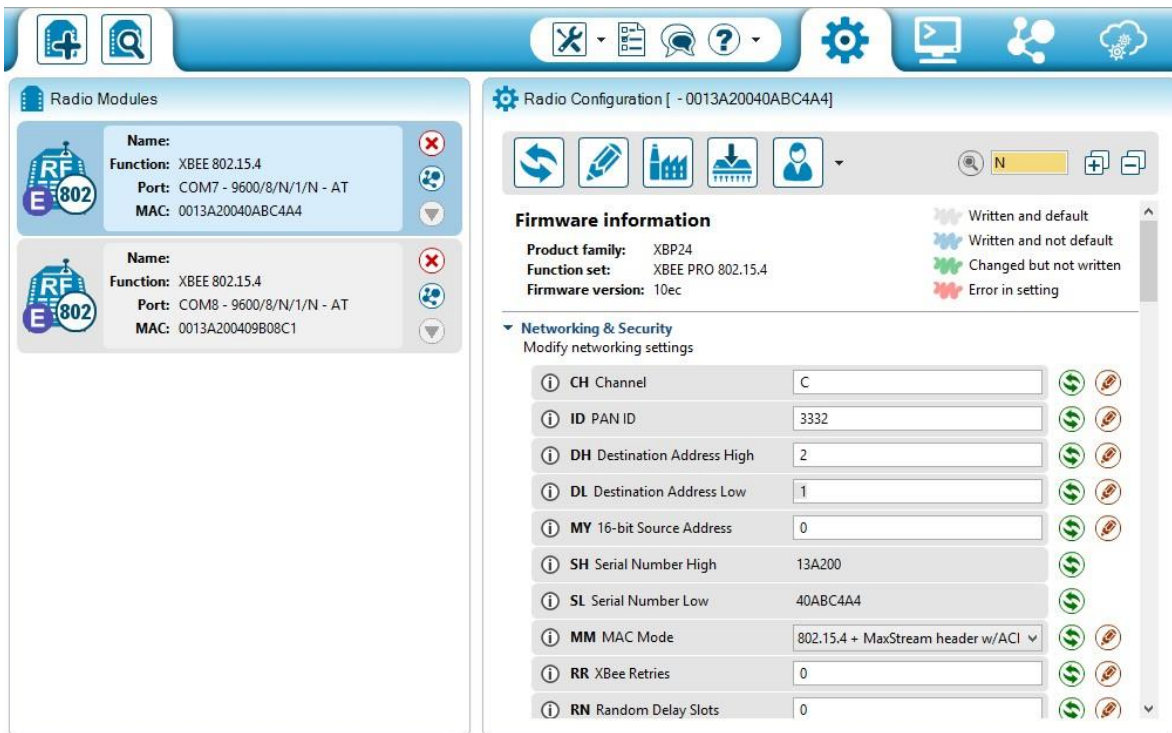 Radio Modules
Name:
Function: XBEE 802.15.4
Port: COM7 - 9600/8/N/1/N - AT
MAC: 0013A20040ABC4A4
RF
E 802
Name:
Function: XBEE 802.15.4
Port: COM8 - 9600/8/N/1/N - AT
MAC: 0013A200409B08C1
RF
E 802
Radio Configuration [ - 0013A20040ABC4A4]
N
Firmware information
Product family: XBP24
Function set: XBEE PRO 802.15.4
Firmware version: 10ec
Written and default
Written and not default
Changed but not written
Error in setting
Networking & Security
Modify networking settings
i CH Channel C
i ID PAN ID 3332
i DH Destination Address High 2
i DL Destination Address Low 1
i MY 16-bit Source Address 0
i SH Serial Number High 13A200
i SL Serial Number Low 40ABC4A4
i MM MAC Mode 802.15.4 + MaxStream header w/ACI
i RR XBee Retries 0
i RN Random Delay Slots 0